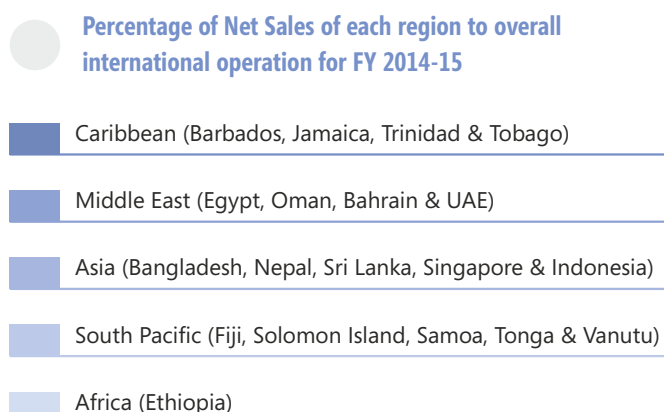 Percentage of Net Sales of each region to overall
international operation for FY 2014-15
Caribbean (Barbados, Jamaica, Trinidad & Tobago)
Middle East (Egypt, Oman, Bahrain & UAE)
Asia (Bangladesh, Nepal, Sri Lanka, Singapore & Indonesia)
South Pacific (Fiji, Solomon Island, Samoa, Tonga & Vanutu)
Africa (Ethiopia)